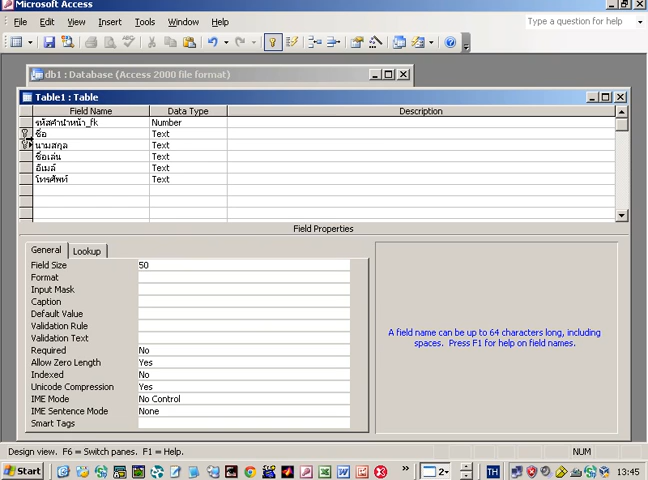 Microsoft Access
File Edit View Insert Tools Window Help
Type a question for help
db1 : Database (Access 2000 file format)
Table1 : Table
Field Name Data Type Description
รหัสคำนำหน้า_fk Number
ชื่อ Text
นามสกุล Text
ชื่อเล่น Text
อีเมล์ Text
โทรศัพท์ Text
Field Properties
General Lookup
Field Size 50
Format
Input Mask
Caption
Default Value
Validation Rule
Validation Text
Required No
Allow Zero Length Yes
Indexed No
Unicode Compression Yes
IME Mode No Control
IME Sentence Mode None
Smart Tags
A field name can be up to 64 characters long, including
spaces. Press F1 for help on field names.
Design view. F6 = Switch panes. F1 = Help. NUM
Start 2 TH 13:45